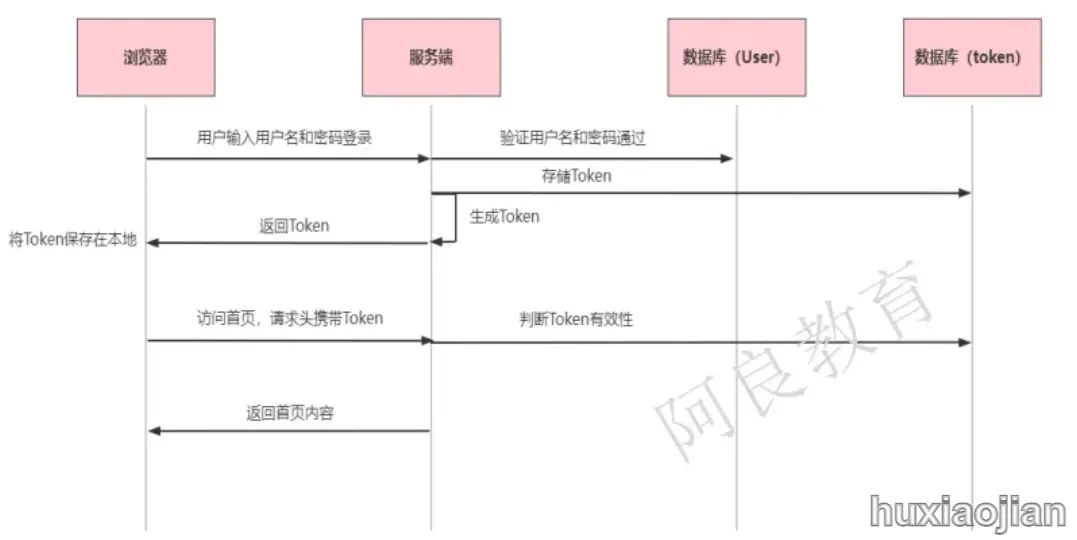 浏览器
服务端
数据库（User）
数据库（token）
用户输入用户名和密码登录
验证用户名和密码通过
存储Token
生成Token
返回Token
将Token保存在本地
访问首页，请求头携带Token
判断Token有效性
返回首页内容
阿良教育
huxiaojian